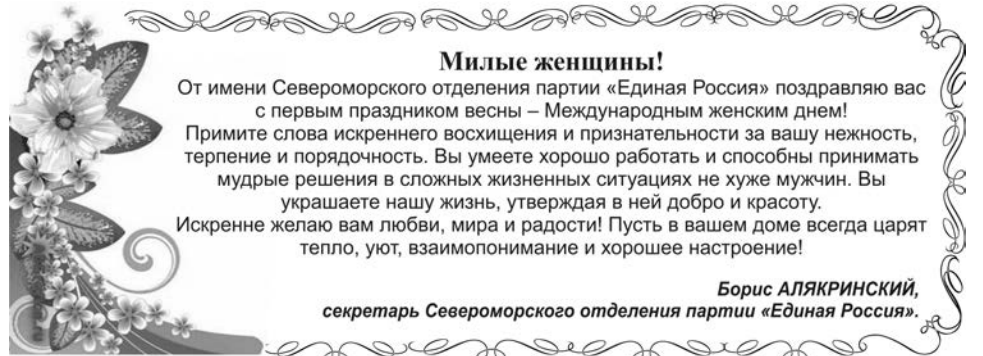 Милые женщины!
От имени Североморского отделения партии «Единая Россия» поздравляю вас
с первым праздником весны – Международным женским днем!
Примите слова искреннего восхищения и признательности за вашу нежность,
терпение и порядочность. Вы умеете хорошо работать и способны принимать
мудрые решения в сложных жизненных ситуациях не хуже мужчин. Вы
украшаете нашу жизнь, утверждая в ней добро и красоту.
Искренне желаю вам любви, мира и радости! Пусть в вашем доме всегда царят
тепло, уют, взаимопонимание и хорошее настроение!
Борис АЛЯКРИНСКИЙ,
секретарь Североморского отделения партии «Единая Россия».